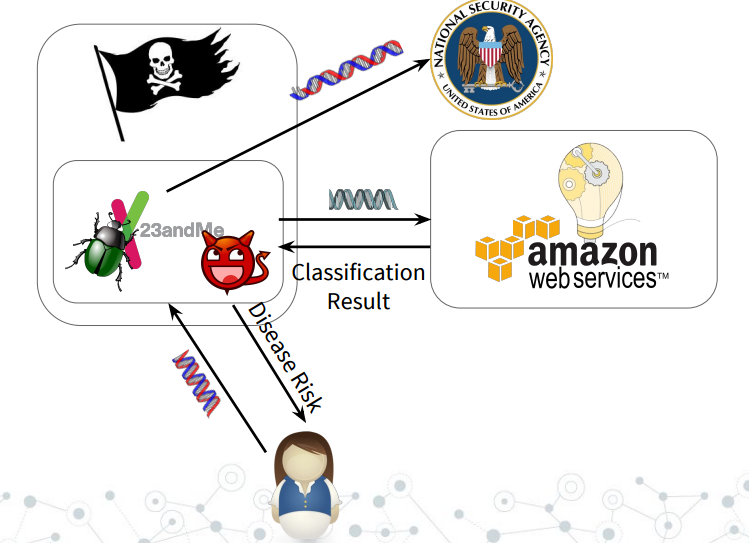 NATIONAL SECURITY AGENCY
UNITED STATES OF AMERICA
23andMe
amazon
web services™
Classification
Result
Disease Risk